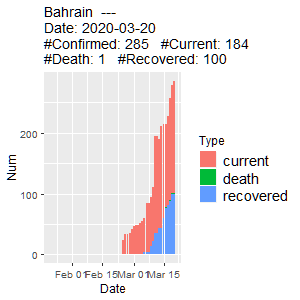 Bahrain  ---
Date: 2020-03-20
#Confirmed: 285   #Current: 184
#Death: 1   #Recovered: 100
Num
200
100
0
Feb 01 Feb 15 Mar 01 Mar 15
Date
Type
current
death
recovered